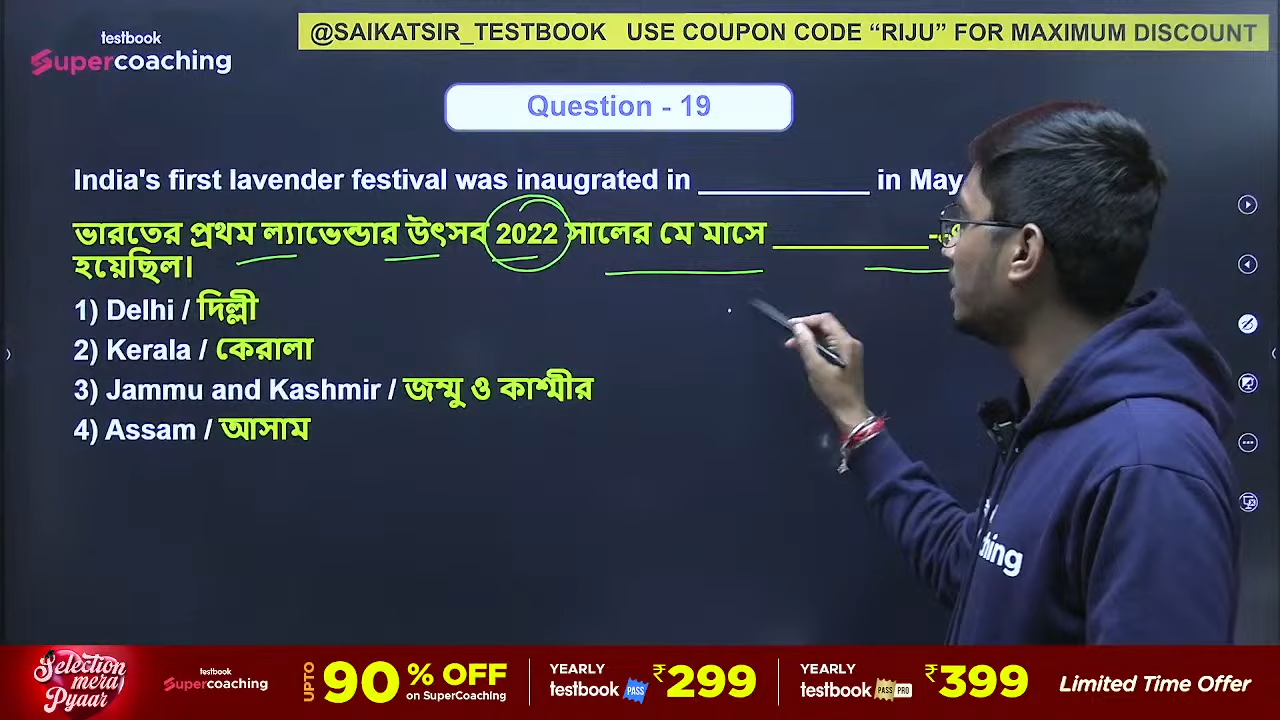 testbook
Supercoaching
@SAIKATSIR_TESTBOOK USE COUPON CODE “RIJU” FOR MAXIMUM DISCOUNT
Question - 19
India's first lavender festival was inaugrated in ____________ in May
ভারতের প্রথম ল্যাভেন্ডার উৎসব 2022 সালের মে মাসে ____________-এ
হয়েছিল।
1) Delhi / দিল্লী
2) Kerala / কেরালা
3) Jammu and Kashmir / জম্মু ও কাশ্মীর
4) Assam / আসাম
Selection mera Pyaar
testbook
Supercoaching
UPTO 90% OFF
on SuperCoaching
YEARLY
testbook PASS
₹299
YEARLY
testbook PASS PRO
₹399
Limited Time Offer